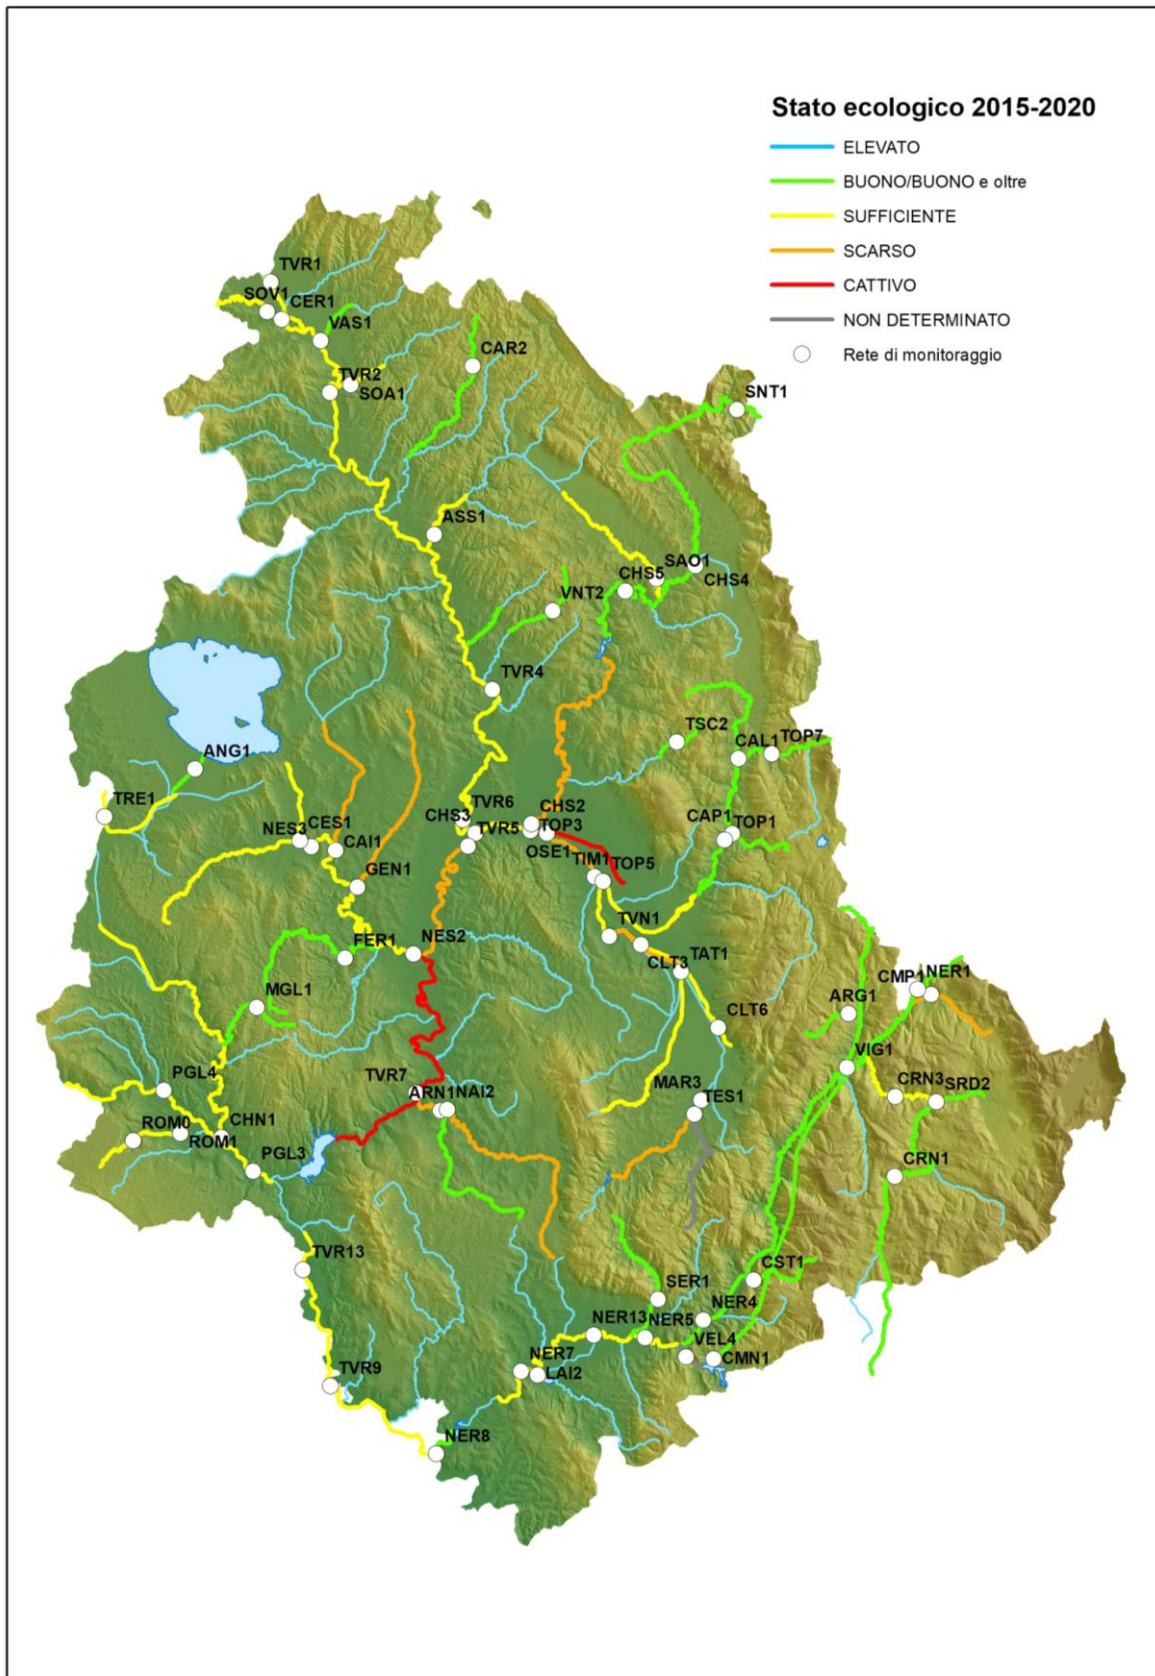 Stato ecologico 2015-2020
ELEVATO
BUONO/BUONO e oltre
SUFFICIENTE
SCARSO
CATTIVO
NON DETERMINATO
Rete di monitoraggio
TVR1
SOV1
CER1
VAS1
CAR2
TVR2
SOA1
SNT1
ASS1
SAO1
CHS5
CHS4
VNT2
TVR4
TSC2
CAL1
TOP7
ANG1
TRE1
TVR6
CHS2
CHS3
TVR5
TOP3
CAP1
TOP1
NES3
CES1
CAI1
OSE1
TIM1
TOP5
GEN1
TVN1
FER1
NES2
TAT1
CLT3
CMP1
NER1
MGL1
ARG1
CLT6
VIG1
TVR7
PGL4
ARN1
NAI2
MAR3
TES1
CRN3
SRD2
ROM0
CHN1
ROM1
PGL3
CRN1
TVR13
CST1
SER1
NER4
NER13
NER5
VEL4
NER7
CMN1
LAI2
TVR9
NER8